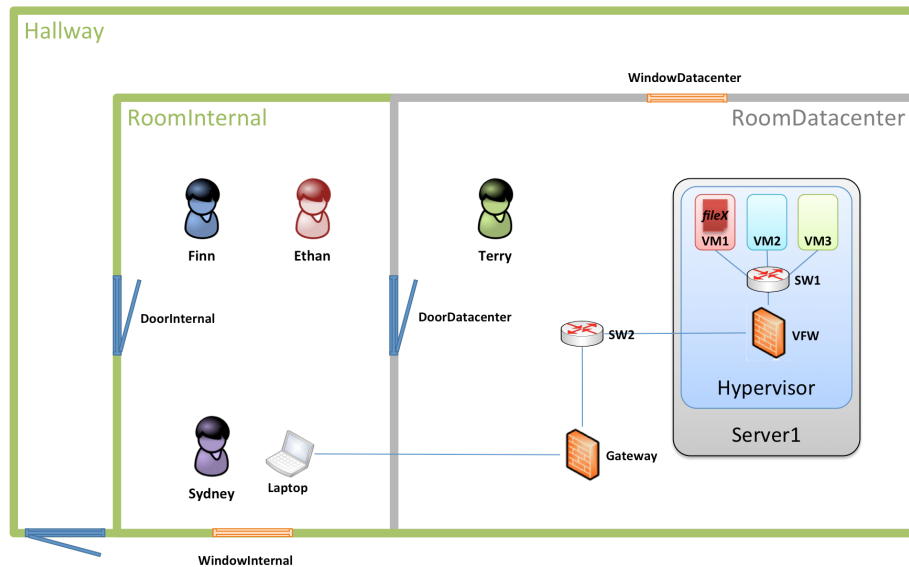 Hallway
WindowDatacenter
RoomInternal
RoomDatacenter
fileX
VM1
VM2
VM3
Finn
Ethan
Terry
SW1
DoorInternal
DoorDatacenter
SW2
VFW
Hypervisor
Server1
Gateway
Sydney
Laptop
WindowInternal